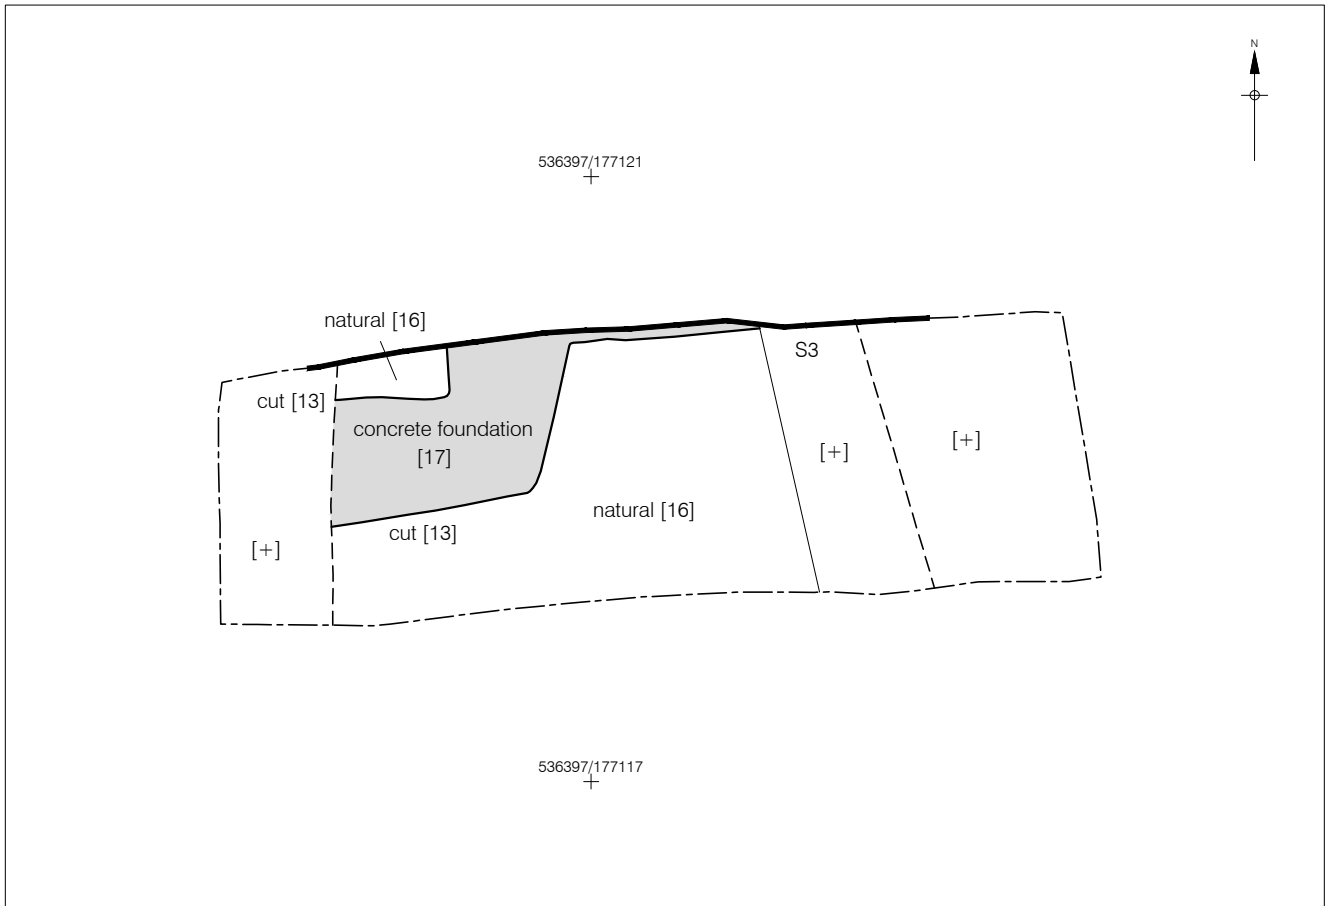 N
536397/177121
natural [16]
S3
cut [13]
concrete foundation
[17]
[+]
[+]
natural [16]
cut [13]
[+]
536397/177117